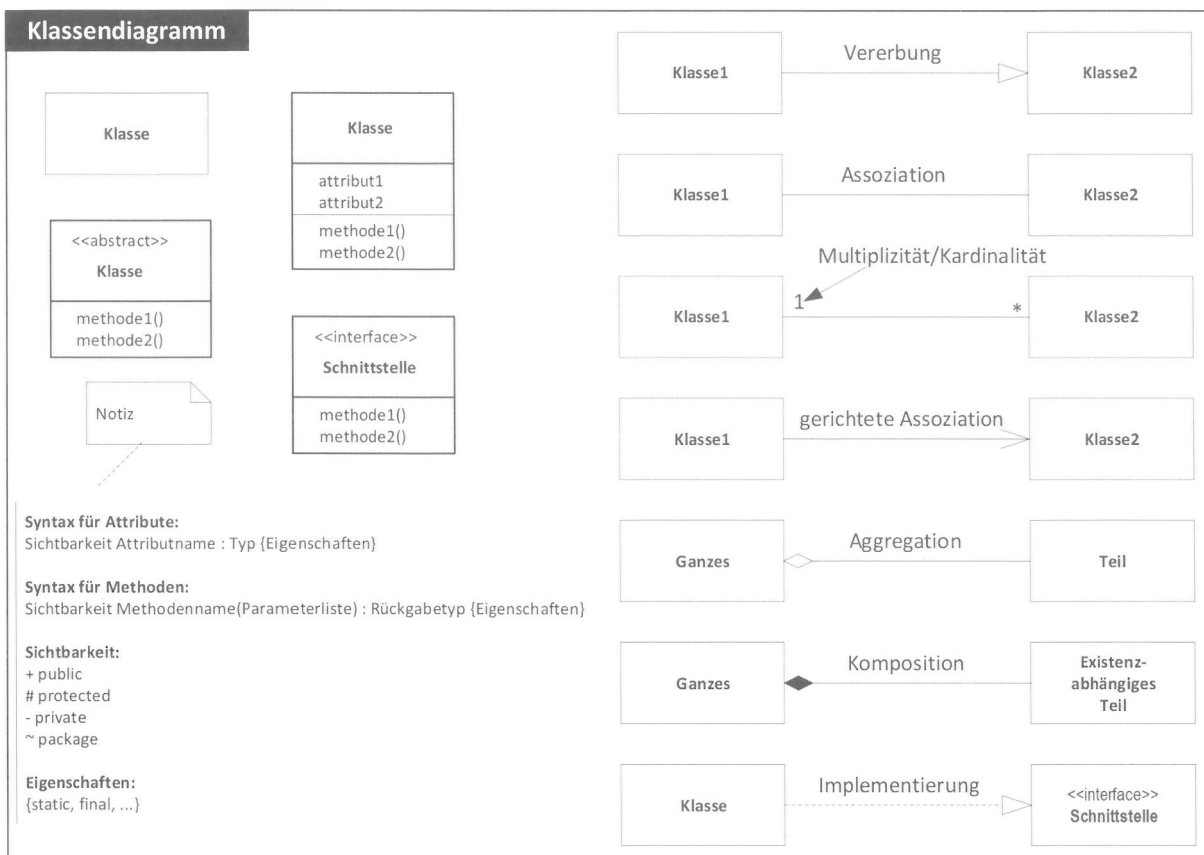 Klassendiagramm
Klasse
Klasse
attribut1
attribut2
methode1()
methode2()
<<abstract>>
Klasse
methode1()
methode2()
<<interface>>
Schnittstelle
methode1()
methode2()
Notiz
Syntax für Attribute:
Sichtbarkeit Attributname : Typ {Eigenschaften}
Syntax für Methoden:
Sichtbarkeit Methodenname(Parameterliste) : Rückgabetyp {Eigenschaften}
Sichtbarkeit:
+ public
# protected
- private
~ package
Eigenschaften:
{static, final, ...}
Klasse1 Vererbung Klasse2
Klasse1 Assoziation Klasse2
Multiplizität/Kardinalität
Klasse1 1 * Klasse2
Klasse1 gerichtete Assoziation Klasse2
Ganzes Aggregation Teil
Ganzes Komposition Existenz-
abhängiges
Teil
Klasse Implementierung <<interface>>
Schnittstelle